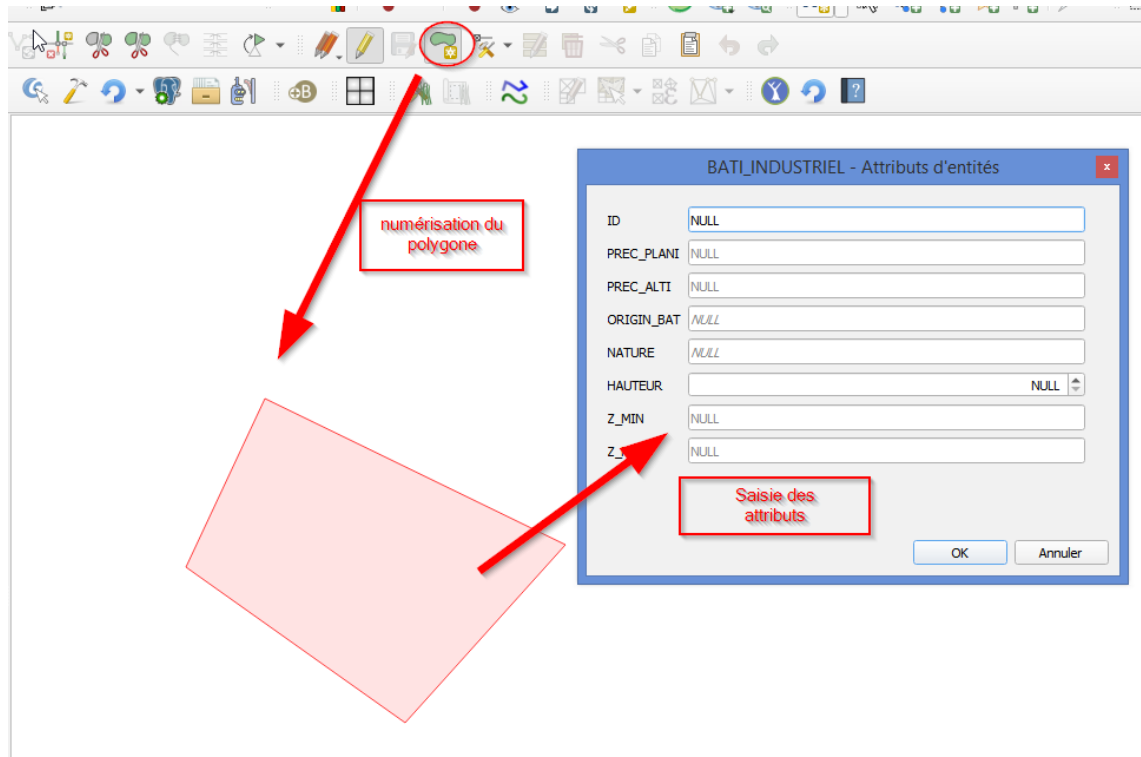 BATI_INDUSTRIEL - Attributs d'entités
x
numérisation du
polygone
ID NULL
PREC_PLANI NULL
PREC_ALTI NULL
ORIGIN_BAT NULL
NATURE NULL
HAUTEUR NULL
Z_MIN NULL
NULL
Saisie des
attributs
OK Annuler
+B
?